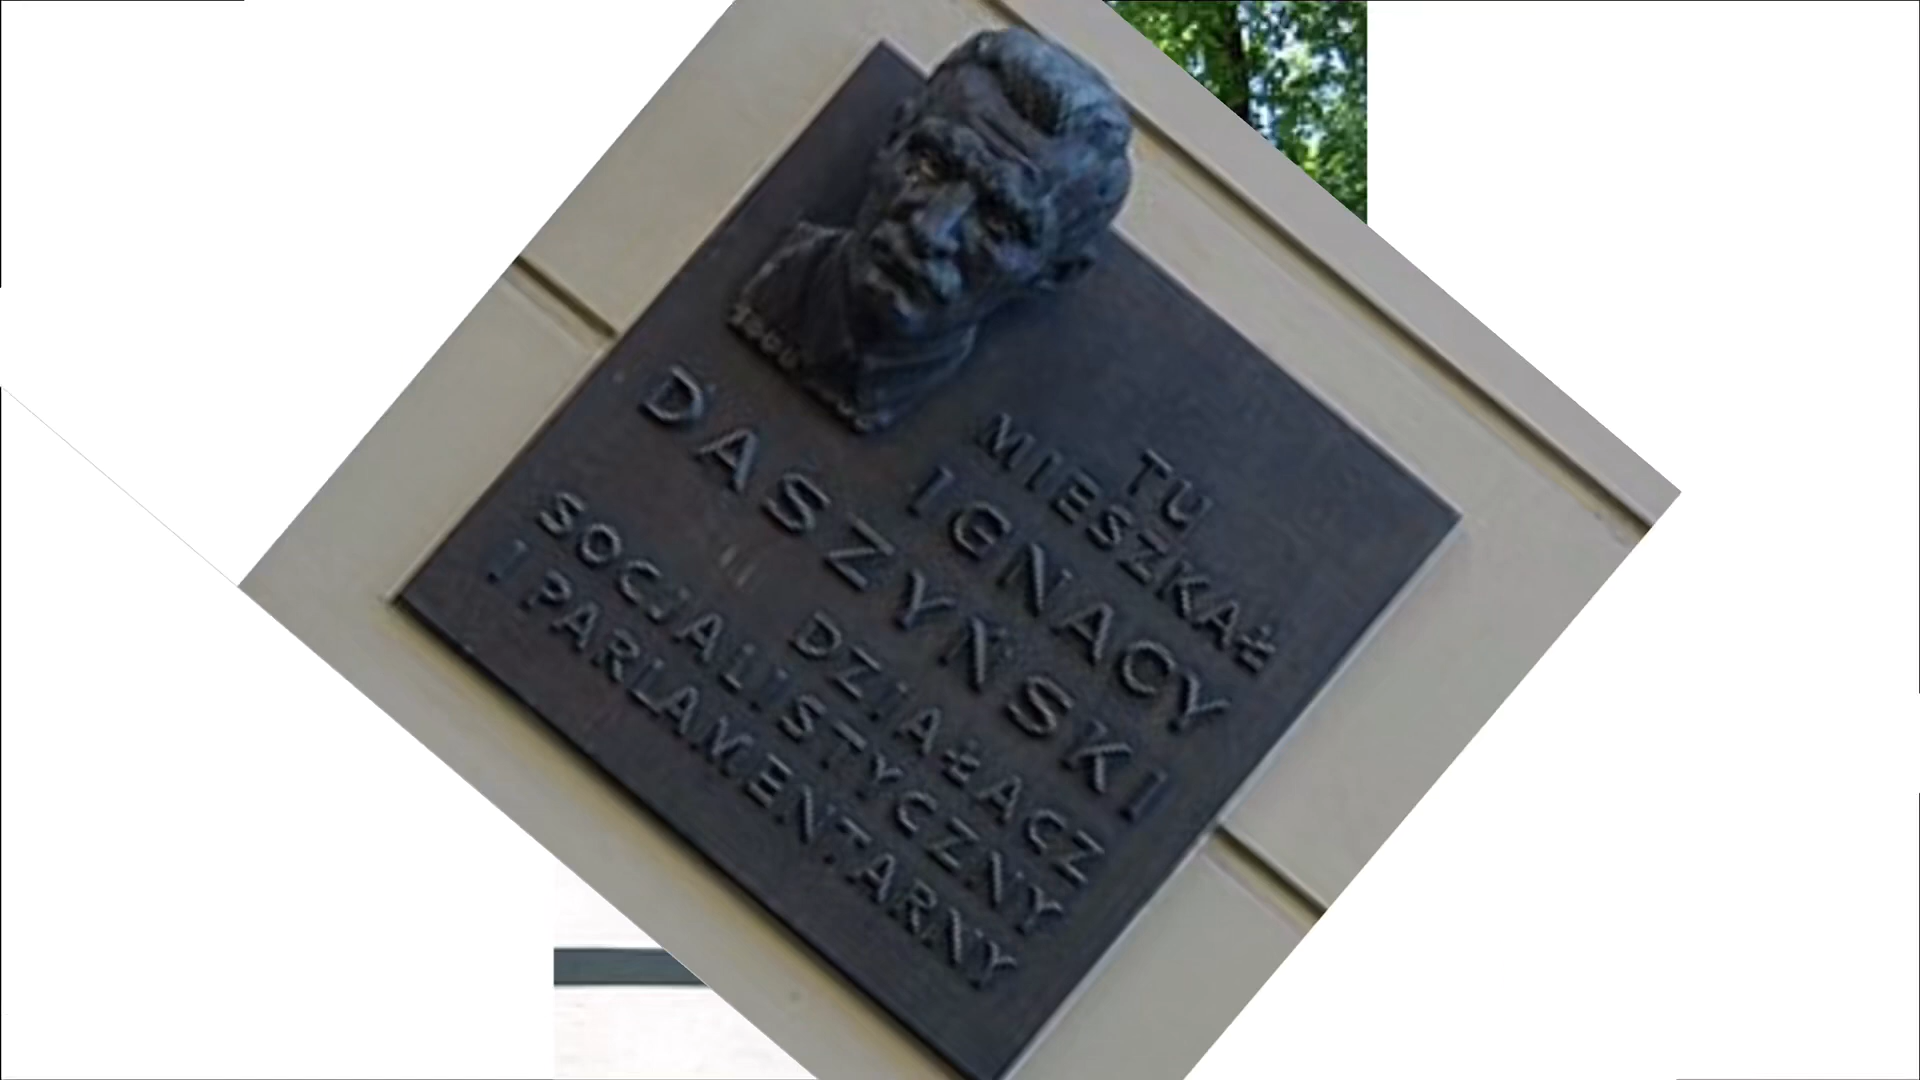 TU
MIESZKAŁ
IGNACY
DASZYŃSKI
DZIAŁACZ
SOCJALISTYCZNY
I PARLAMENTARNY